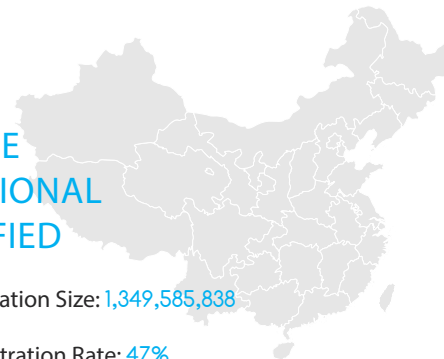 E
IONAL
FIED
ation Size: 1,349,585,838
tration Rate: 47%